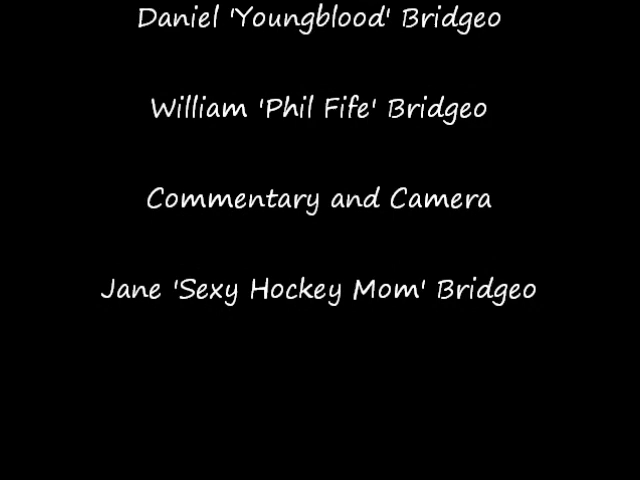 Daniel 'Youngblood' Bridgeo
William 'Phil Fife' Bridgeo
Commentary and Camera
Jane 'Sexy Hockey Mom' Bridgeo